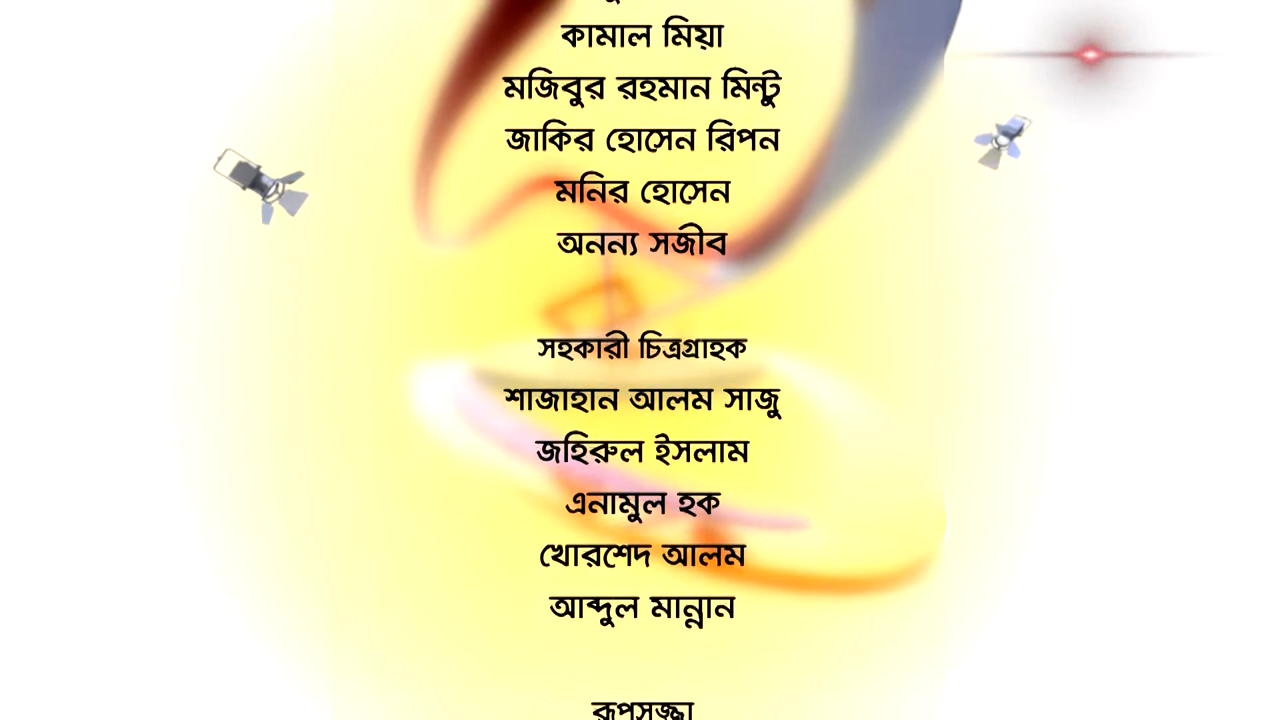 কামাল মিয়া
মজিবুর রহমান মিন্টু
জাকির হোসেন রিপন
মনির হোসেন
অনন্য সজীব
সহকারী চিত্রগ্রাহক
শাজাহান আলম সাজু
জহিরুল ইসলাম
এনামুল হক
খোরশেদ আলম
আব্দুল মান্নান
রূপসজ্জা